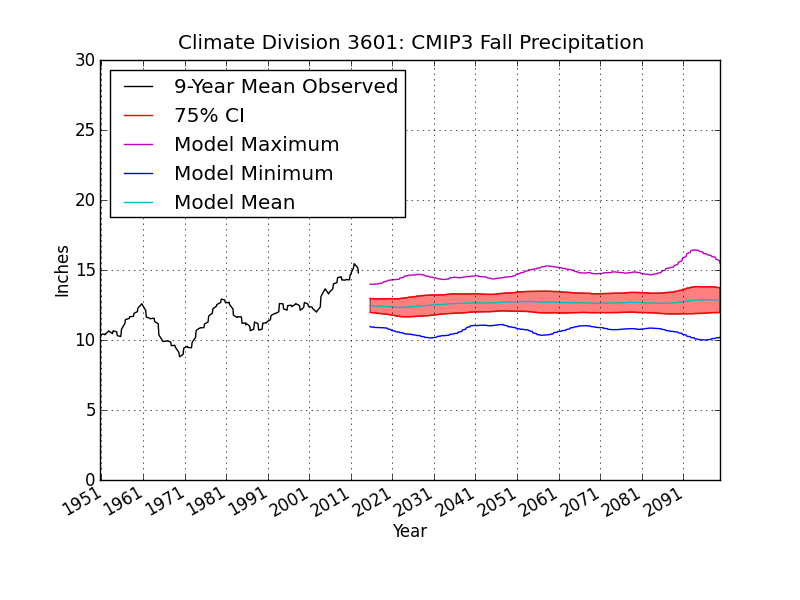 Climate Division 3601: CMIP3 Fall Precipitation
30
25
20
15
10
5
0
Inches
9-Year Mean Observed
75% CI
Model Maximum
Model Minimum
Model Mean
1951 1961 1971 1981 1991 2001 2011 2021 2031 2041 2051 2061 2071 2081 2091
Year